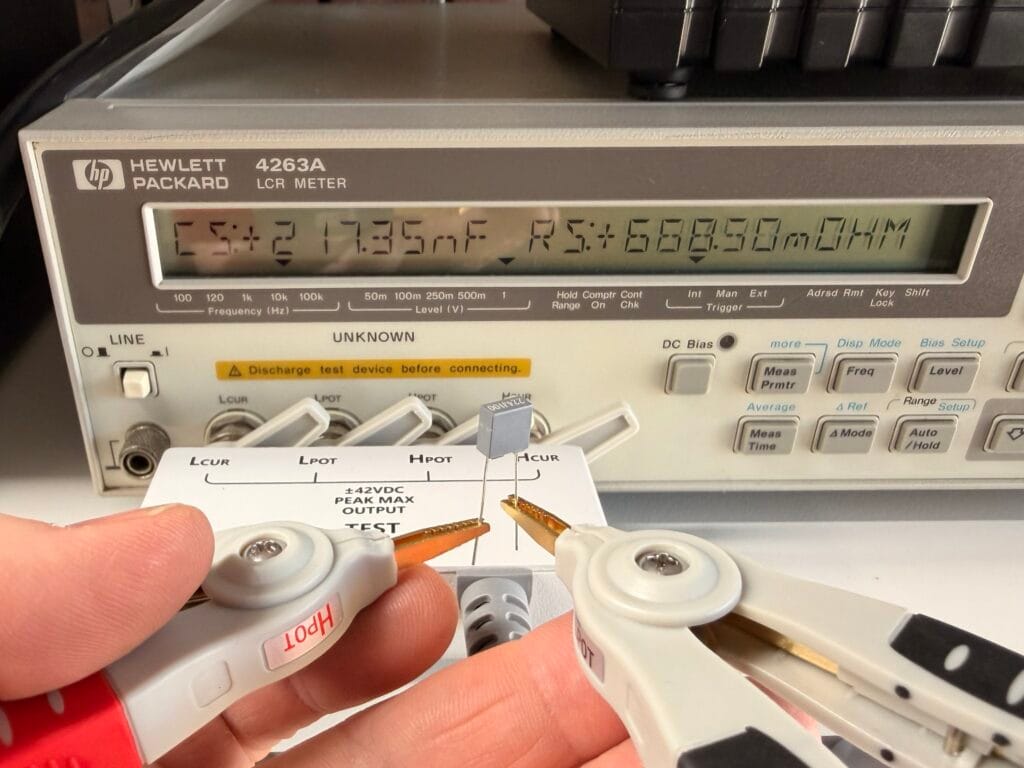 hp HEWLETT PACKARD 4263A
LCR METER
CS:+217.35nF RS:+668.50mOHM
100 120 1k 10k 100k
Frequency (Hz)
50m 100m 250m 500m 1
Level (V)
Hold Range Comptr On Cont Chk
Int Man Ext
Trigger
Adrsd Rmt Key Lock Shift
LINE
UNKNOWN
Discharge test device before connecting.
LCUR LPOT HPOT HCUR
DC Bias
more
Meas Prmtr
Disp Mode
Freq
Bias Setup
Level
Average
Meas Time
Δ Ref
Δ Mode
Range Setup
Auto /Hold
LCUR LPOT HPOT HCUR
±42VDC
PEAK MAX
OUTPUT
TEST
HPOT